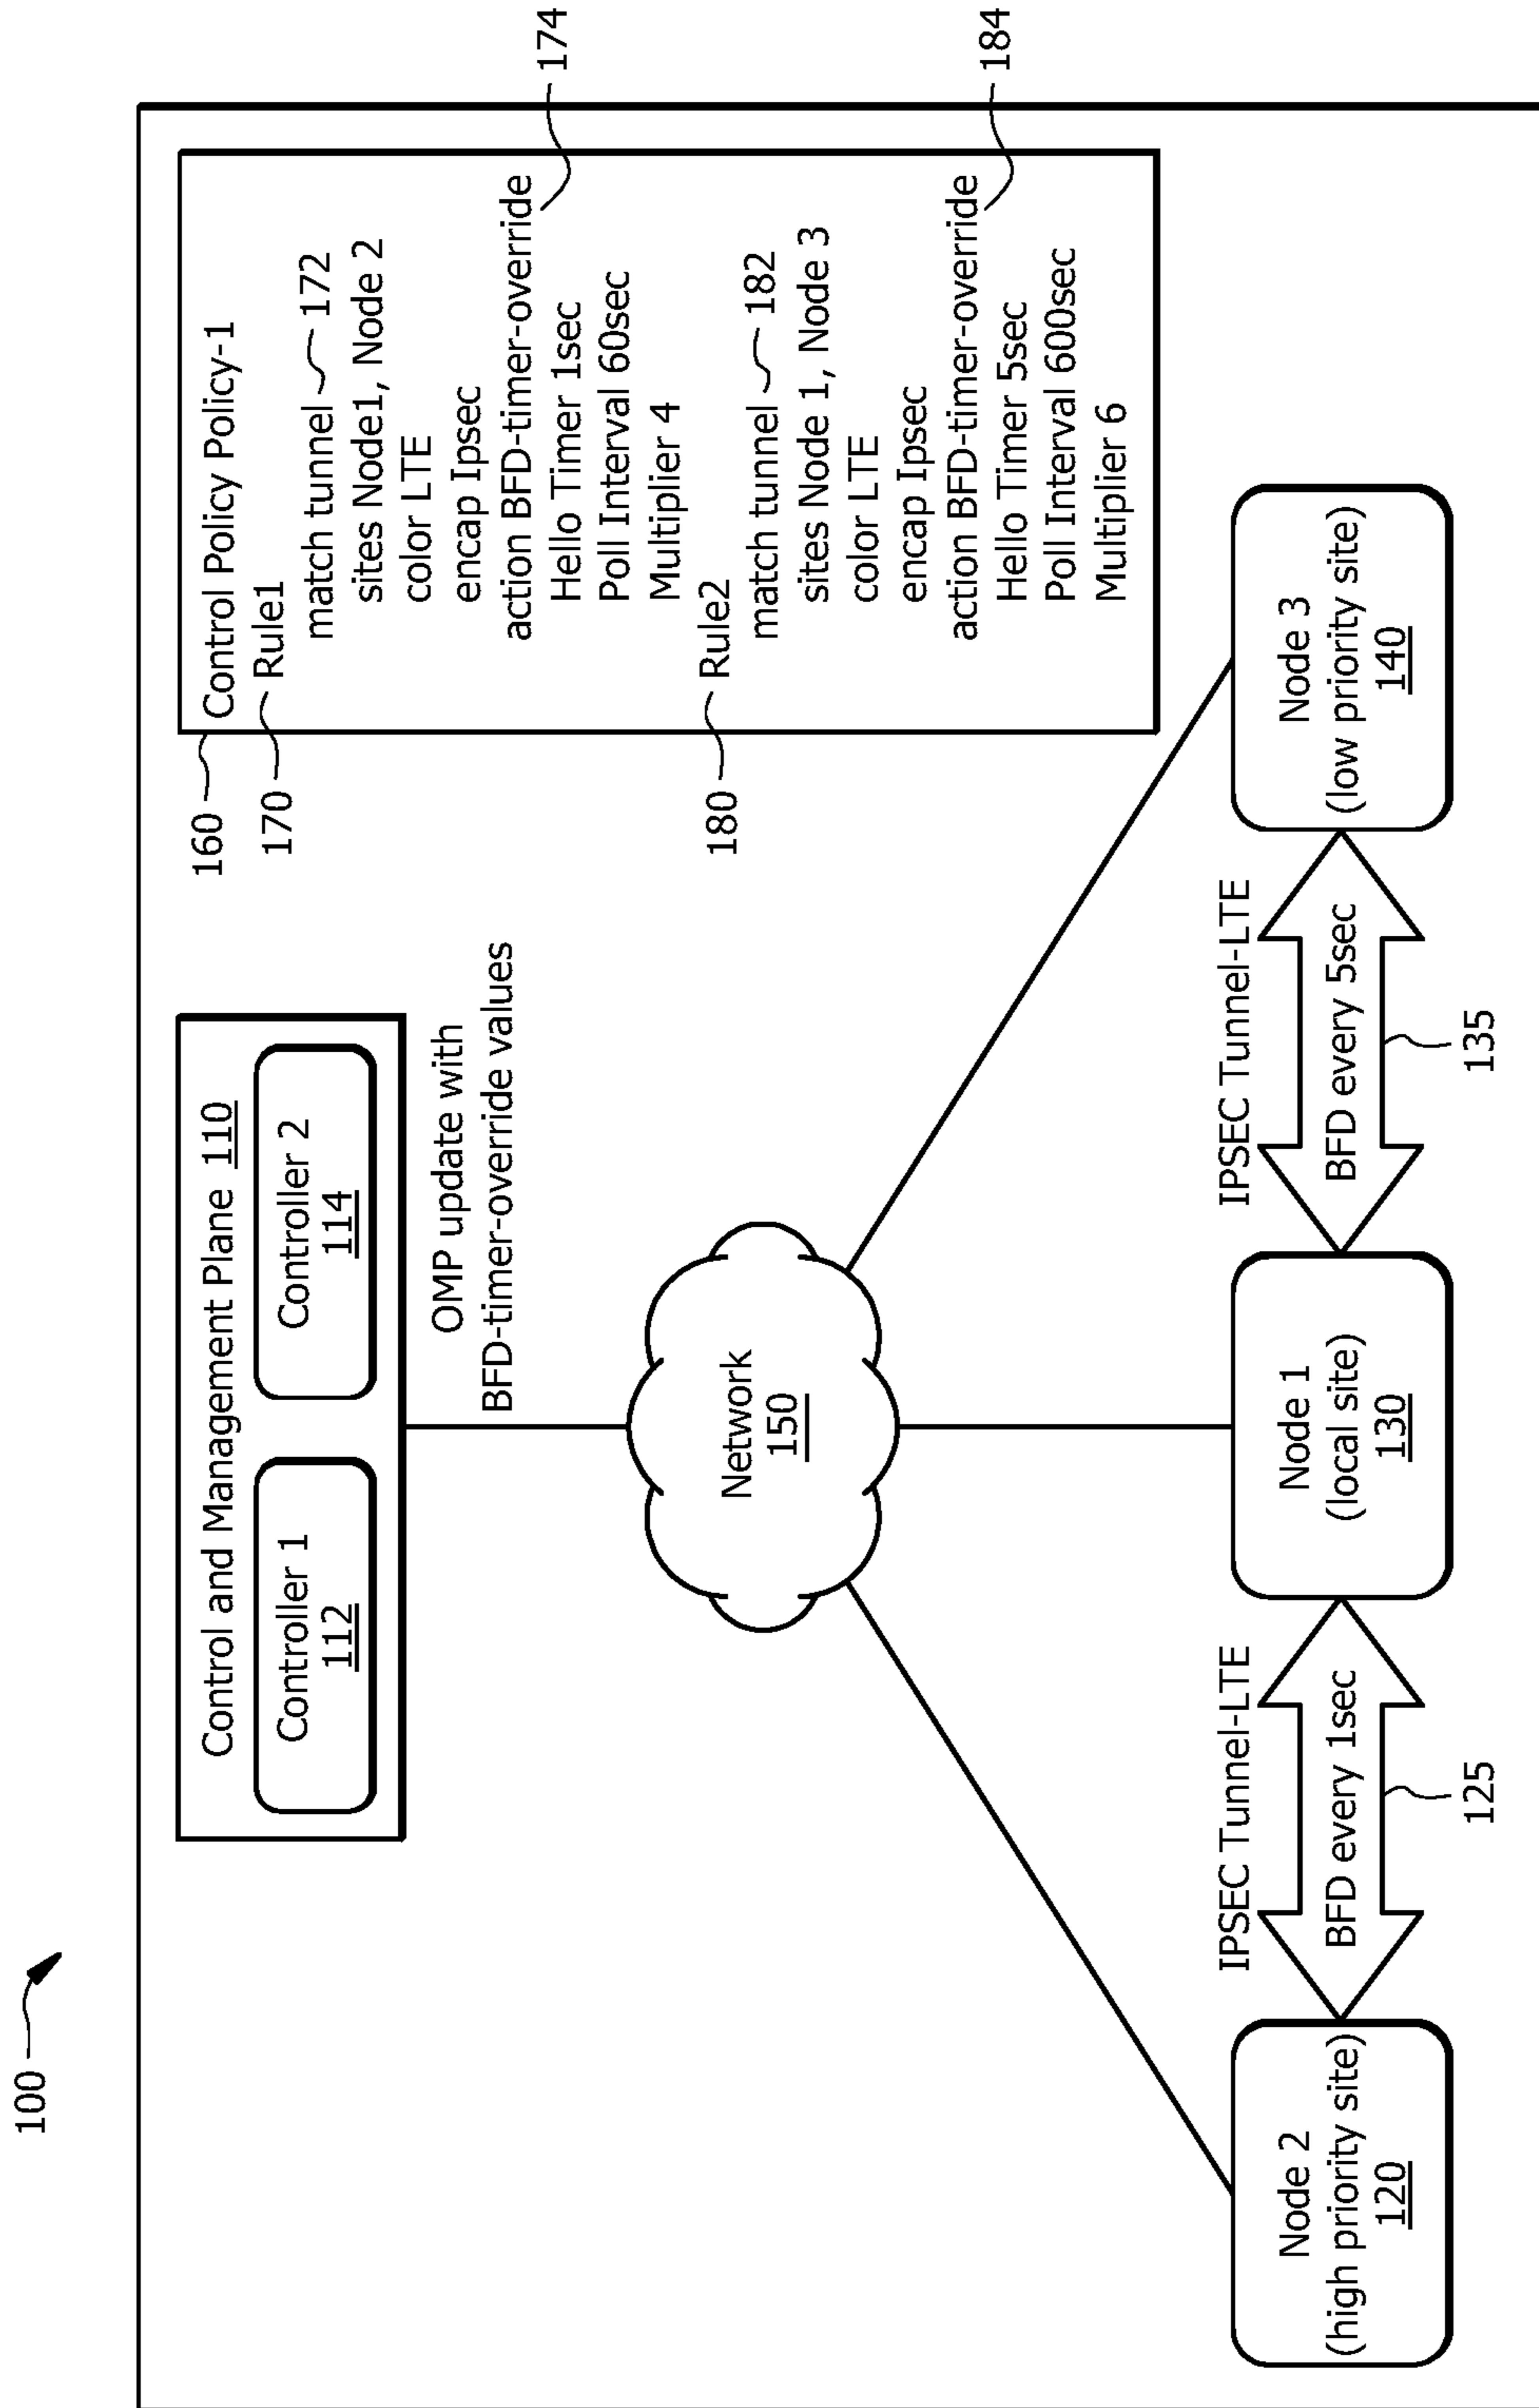 100
Control and Management Plane 110
Controller 1
112
Controller 2
114
OMP update with
BFD-timer-override values
Network
150
160
Control Policy Policy-1
170
Rule1
match tunnel
172
sites Node1, Node 2
color LTE
encap Ipsec
action BFD-timer-override
174
Hello Timer 1sec
Poll Interval 60sec
Multiplier 4
180
Rule2
match tunnel
182
sites Node 1, Node 3
color LTE
encap Ipsec
action BFD-timer-override
184
Hello Timer 5sec
Poll Interval 600sec
Multiplier 6
Node 2
(high priority site)
120
IPSEC Tunnel-LTE
BFD every 1sec
125
Node 1
(local site)
130
IPSEC Tunnel-LTE
BFD every 5sec
135
Node 3
(low priority site)
140